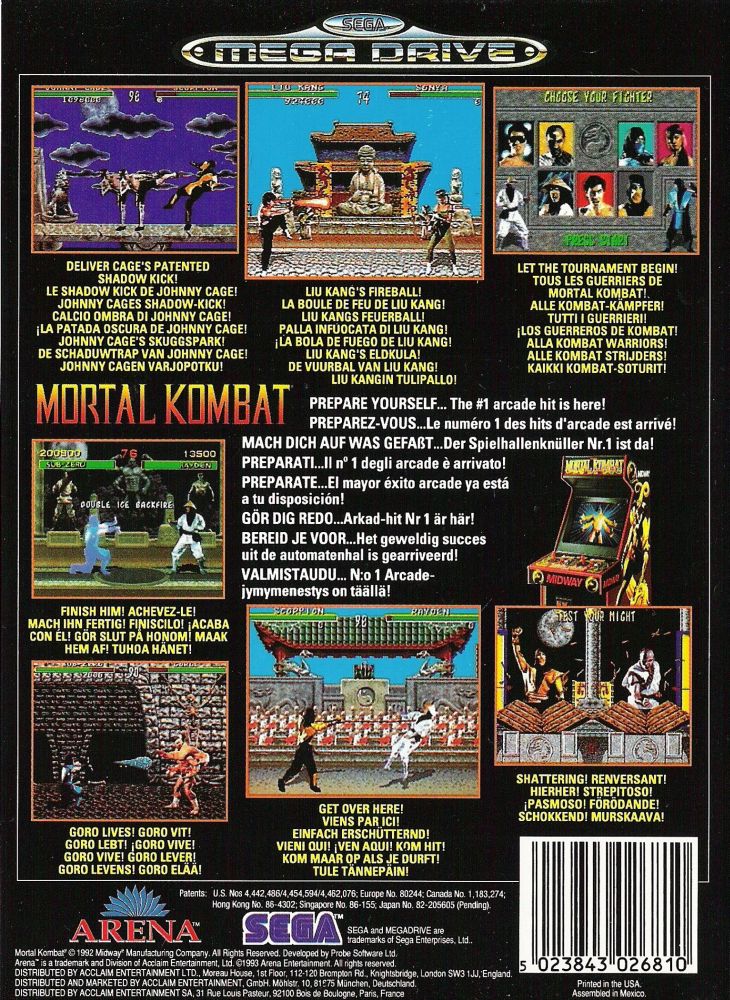 SEGA
MEGA DRIVE
JOHNNY CAGE SCORPION
98
LIU KANG SONYA
74
CHOOSE YOUR FIGHTER
PRESS START
DELIVER CAGE'S PATENTED
SHADOW KICK!
LE SHADOW KICK DE JOHNNY CAGE!
JOHNNY CAGES SHADOW-KICK!
CALCIO OMBRA DI JOHNNY CAGE!
¡LA PATADA OSCURA DE JOHNNY CAGE!
JOHNNY CAGE'S SKUGGSPARK!
DE SCHADUWTRAP VAN JOHNNY CAGE!
JOHNNY CAGEN VARJOPOTKU!
LIU KANG'S FIREBALL!
LA BOULE DE FEU DE LIU KANG!
LIU KANGS FEUERBALL!
PALLA INFUOCATA DI LIU KANG!
¡LA BOLA DE FUEGO DE LIU KANG!
LIU KANG'S ELDKULA!
DE VUURBAL VAN LIU KANG!
LIU KANGIN TULIPALLO!
LET THE TOURNAMENT BEGIN!
TOUS LES GUERRIERS DE
MORTAL KOMBAT!
ALLE KOMBAT-KÄMPFER!
TUTTI I GUERRIERI!
¡LOS GUERREROS DE KOMBAT!
ALLA KOMBAT WARRIORS!
ALLE KOMBAT STRIJDERS!
KAIKKI KOMBAT-SOTURIT!
MORTAL KOMBAT
PREPARE YOURSELF... The #1 arcade hit is here!
PREPAREZ-VOUS...Le numéro 1 des hits d'arcade est arrivé!
MACH DICH AUF WAS GEFAßT...Der Spielhallenknüller Nr.1 ist da!
PREPARATI...Il nº 1 degli arcade è arrivato!
PREPARATE...El mayor éxito arcade ya está
a tu disposición!
GÖR DIG REDO...Arkad-hit Nr 1 är här!
BEREID JE VOOR...Het geweldig succes
uit de automatenhal is gearriveerd!
VALMISTAUDU... N:o 1 Arcade-
jymymenestys on täällä!
200900 76 13500
SUB-ZERO RAYDEN
DOUBLE ICE BACKFIRE
MORTAL KOMBAT
MIDWAY
FINISH HIM! ACHEVEZ-LE!
MACH IHN FERTIG! FINISCILO! ¡ACABA
CON ÉL! GÖR SLUT PÅ HONOM! MAAK
HEM AF! TUHOA HÄNET!
SUB-ZERO GORO
90
SCORPION RAYDEN
98
TEST YOUR MIGHT
GORO LIVES! GORO VIT!
GORO LEBT! ¡GORO VIVE!
GORO VIVE! GORO LEVER!
GORO LEVENS! GORO ELÄÄ!
GET OVER HERE!
VIENS PAR ICI!
EINFACH ERSCHÜTTERND!
VIENI QUI! ¡VEN AQUI! KOM HIT!
KOM MAAR OP ALS JE DURFT!
TULE TÄNNEPÄIN!
SHATTERING! RENVERSANT!
HIERHER! STREPITOSO!
¡PASMOSO! FÖRÖDANDE!
SCHOKKEND! MURSKAAVA!
Patents: U.S. Nos 4,442,486/4,454,594/4,462,076; Europe No. 80244; Canada No. 1,183,274;
Hong Kong No. 86-4302; Singapore No. 86-155; Japan No. 82-205605 (Pending).
ARENA™
SEGA™
SEGA and MEGADRIVE are
trademarks of Sega Enterprises, Ltd..
Mortal Kombat® © 1992 Midway® Manufacturing Company. All Rights Reserved. Developed by Probe Software Ltd.
Arena™ is a trademark and Division of Acclaim Entertainment, Ltd. ©1993 Arena Entertainment. All rights reserved.
DISTRIBUTED BY ACCLAIM ENTERTAINMENT LTD., Moreau House, 1st Floor, 112-120 Brompton Rd., Knightsbridge, London SW3 1JJ, England.
DISTRIBUTED AND MARKETED BY ACCLAIM ENTERTAINMENT, GmbH. Möhlstr. 10, 81675 München, Deutschland.
DISTRIBUTED BY ACCLAIM ENTERTAINMENT SA, 31 Rue Louis Pasteur, 92100 Bois de Boulogne, Paris, France
5 023843 026810
Printed in the USA.
Assembled in Mexico.